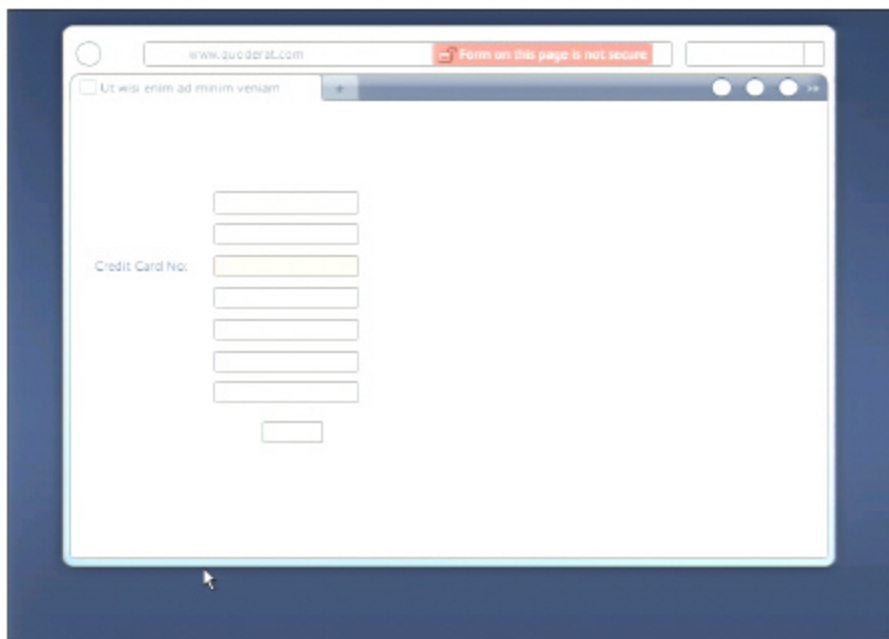 www.quoderat.com
Form on this page is not secure
Ut wisi enim ad minim veniam
Credit Card No: